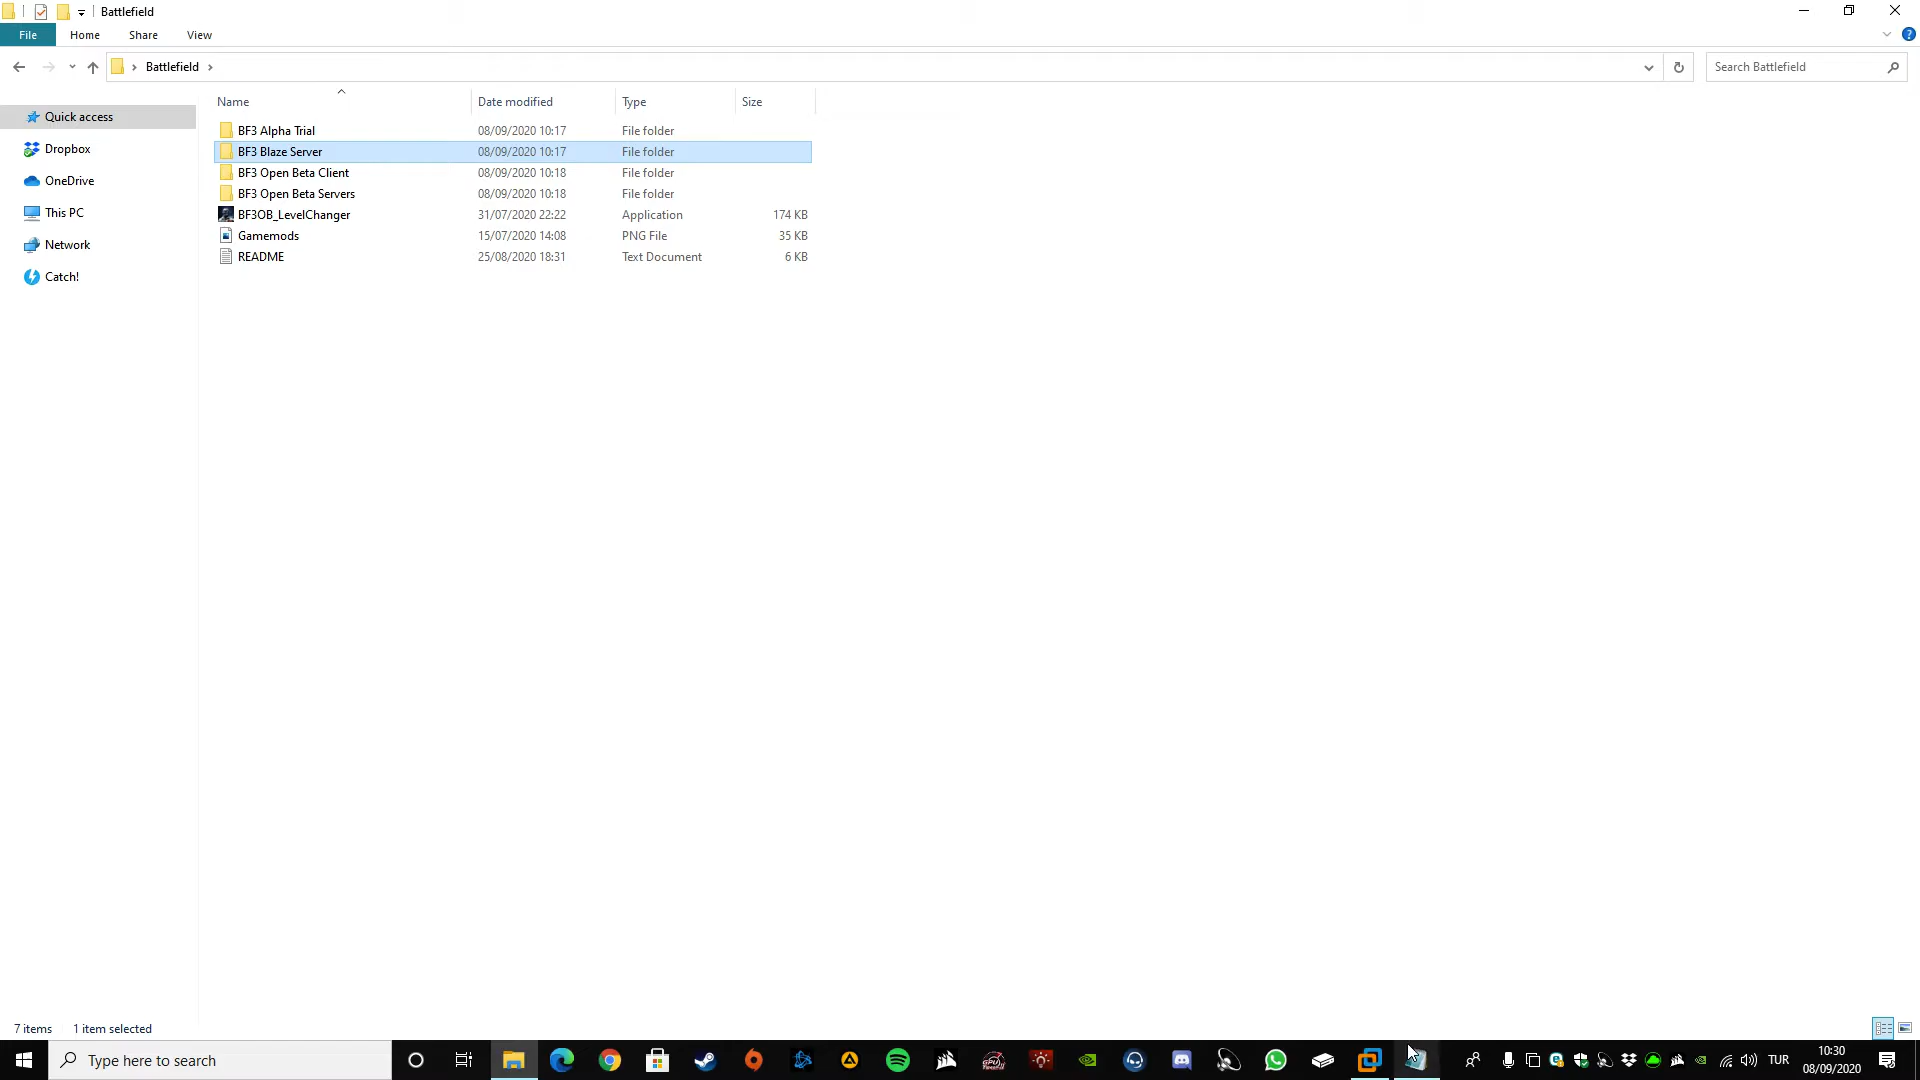 Battlefield
File Home Share View
Battlefield
Search Battlefield
Name Date modified Type Size
Quick access
Dropbox
OneDrive
This PC
Network
Catch!
BF3 Alpha Trial 08/09/2020 10:17 File folder
BF3 Blaze Server 08/09/2020 10:17 File folder
BF3 Open Beta Client 08/09/2020 10:18 File folder
BF3 Open Beta Servers 08/09/2020 10:18 File folder
BF3OB_LevelChanger 31/07/2020 22:22 Application 174 KB
Gamemods 15/07/2020 14:08 PNG File 35 KB
README 25/08/2020 18:31 Text Document 6 KB
7 items 1 item selected
Type here to search
TUR
10:30
08/09/2020